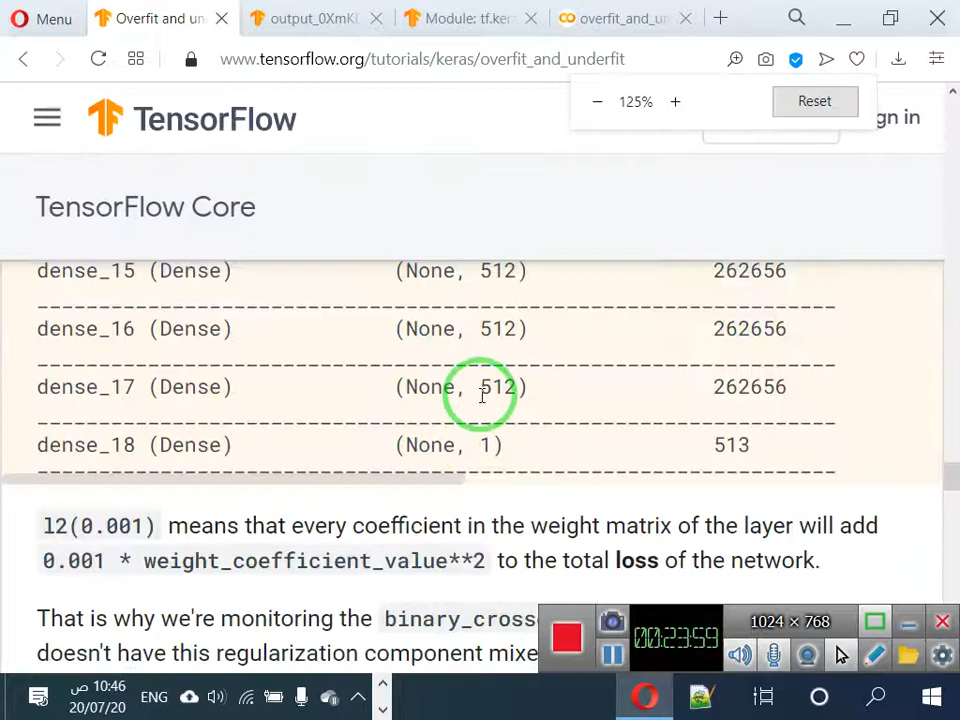 Menu
Overfit and un
output_0XmKL
Module: tf.ker
overfit_and_un
www.tensorflow.org/tutorials/keras/overfit_and_underfit
125%
Reset
TensorFlow
gn in
TensorFlow Core
dense_15 (Dense) (None, 512) 262656
dense_16 (Dense) (None, 512) 262656
dense_17 (Dense) (None, 512) 262656
dense_18 (Dense) (None, 1) 513
l2(0.001) means that every coefficient in the weight matrix of the layer will add
0.001 * weight_coefficient_value**2 to the total loss of the network.
That is why we're monitoring the binary_cross
doesn't have this regularization component mixe
1024 × 768
00:23:59
10:46 ص
ENG
20/07/20